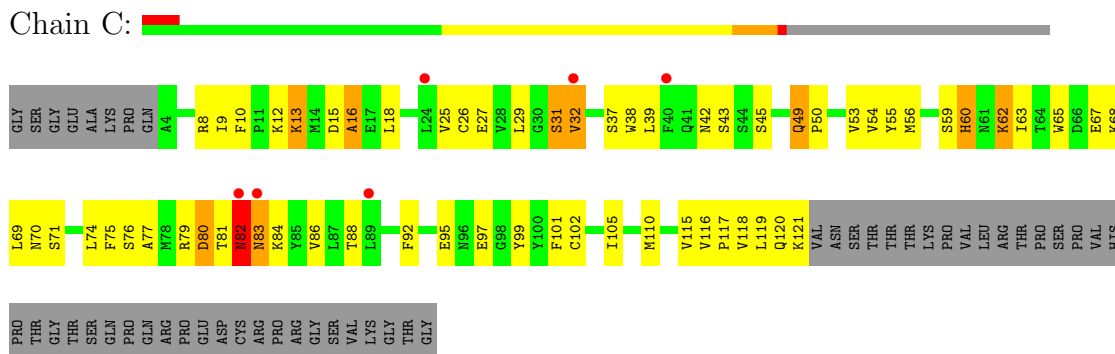 Chain C:
GLY SER GLY GLU ALA LYS PRO GLN A4 R8 I9 F10 P11 K12 K13 M14 D15 A16 E17 L18 L24 V25 C26 E27 V28 L29 G30 S31 V32 S37 W38 L39 F40 Q41 N42 S43 S44 S45 Q49 P50 V53 V54 Y55 M56 S59 H60 N61 K62 I63 T64 W65 D66 E67 K68
L69 N70 S71 L74 F75 S76 A77 M78 R79 D80 T81 N82 N83 K84 Y85 V86 L87 T88 L89 F92 E95 N96 E97 G98 Y99 Y100 F101 C102 I105 M110 V115 V116 P117 V118 L119 Q120 K121 VAL ASN SER THR THR THR LYS PRO VAL LEU ARG THR PRO SER PRO VAL HIS
PRO THR GLY THR SER GLN PRO GLN ARG PRO GLU ASP CYS ARG PRO ARG GLY SER VAL LYS GLY THR GLY